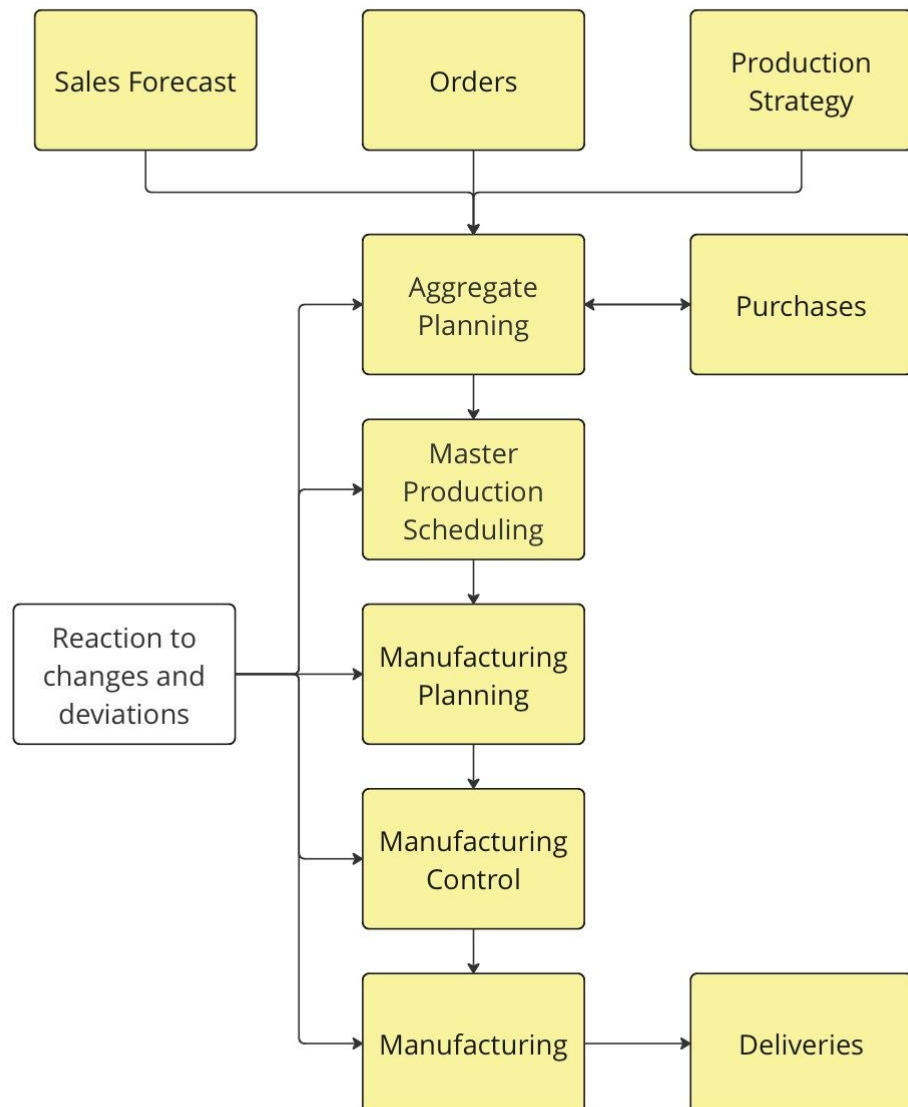 Sales Forecast
Orders
Production
Strategy
Aggregate
Planning
Purchases
Master
Production
Scheduling
Reaction to
changes and
deviations
Manufacturing
Planning
Manufacturing
Control
Manufacturing
Deliveries